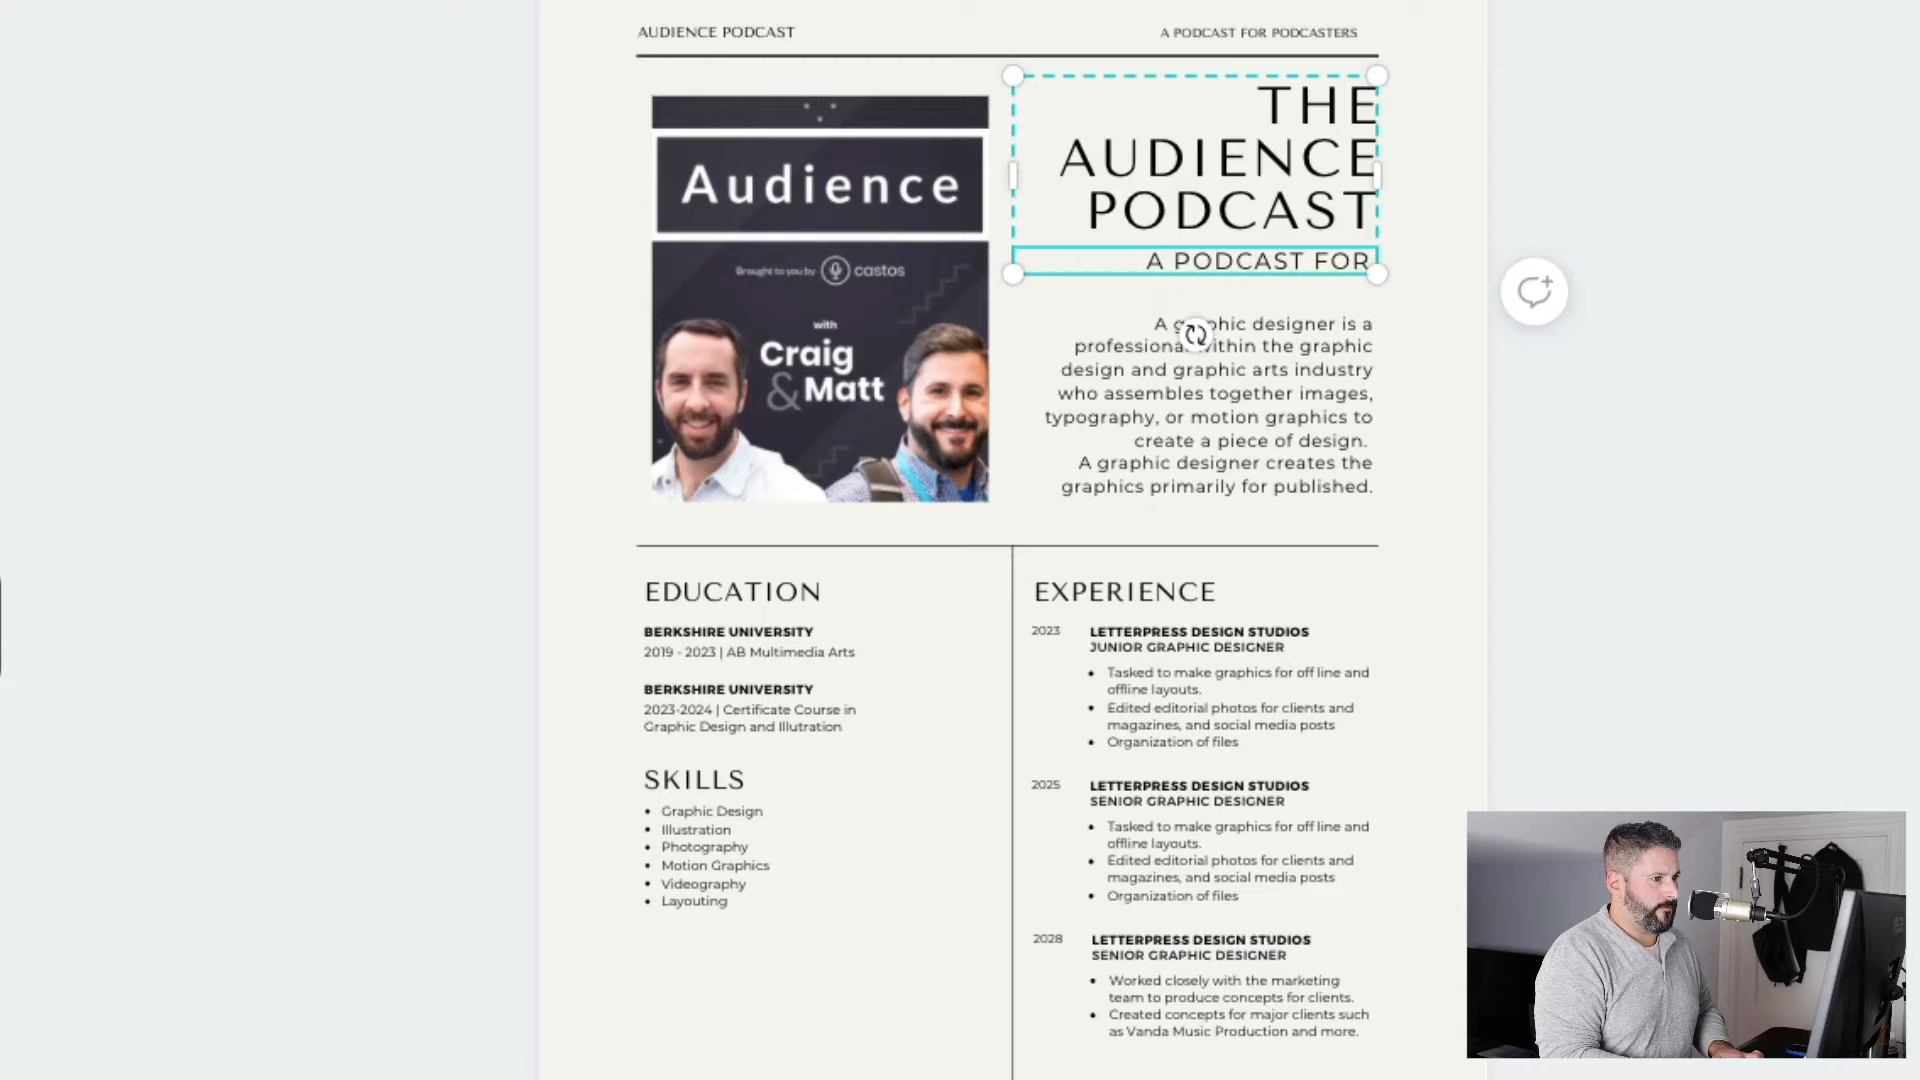 AUDIENCE PODCAST
A PODCAST FOR PODCASTERS
Audience
Brought to you by castos
with
Craig
& Matt
THE
AUDIENCE
PODCAST
A PODCAST FOR
A graphic designer is a
professional within the graphic
design and graphic arts industry
who assembles together images,
typography, or motion graphics to
create a piece of design.
A graphic designer creates the
graphics primarily for published.
EDUCATION
BERKSHIRE UNIVERSITY
2019 - 2023 | AB Multimedia Arts
BERKSHIRE UNIVERSITY
2023-2024 | Certificate Course in
Graphic Design and Illutration
SKILLS
• Graphic Design
• Illustration
• Photography
• Motion Graphics
• Videography
• Layouting
EXPERIENCE
2023
LETTERPRESS DESIGN STUDIOS
JUNIOR GRAPHIC DESIGNER
• Tasked to make graphics for off line and
offline layouts.
• Edited editorial photos for clients and
magazines, and social media posts
• Organization of files
2025
LETTERPRESS DESIGN STUDIOS
SENIOR GRAPHIC DESIGNER
• Tasked to make graphics for off line and
offline layouts.
• Edited editorial photos for clients and
magazines, and social media posts
• Organization of files
2028
LETTERPRESS DESIGN STUDIOS
SENIOR GRAPHIC DESIGNER
• Worked closely with the marketing
team to produce concepts for clients.
• Created concepts for major clients such
as Vanda Music Production and more.